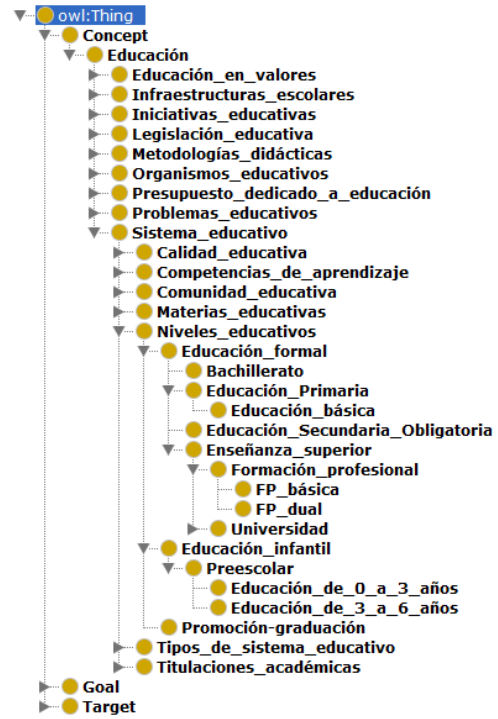 owl:Thing
Concept
Educación
Educación_en_valores
Infraestructuras_escolares
Iniciativas_educativas
Legislación_educativa
Metodologías_didácticas
Organismos_educativos
Presupuesto_dedicado_a_educación
Problemas_educativos
Sistema_educativo
Calidad_educativa
Competencias_de_aprendizaje
Comunidad_educativa
Materias_educativas
Niveles_educativos
Educación_formal
Bachillerato
Educación_Primaria
Educación_básica
Educación_Secundaria_Obligatoria
Enseñanza_superior
Formación_profesional
FP_básica
FP_dual
Universidad
Educación_infantil
Preescolar
Educación_de_0_a_3_años
Educación_de_3_a_6_años
Promoción-graduación
Tipos_de_sistema_educativo
Titulaciones_académicas
Goal
Target